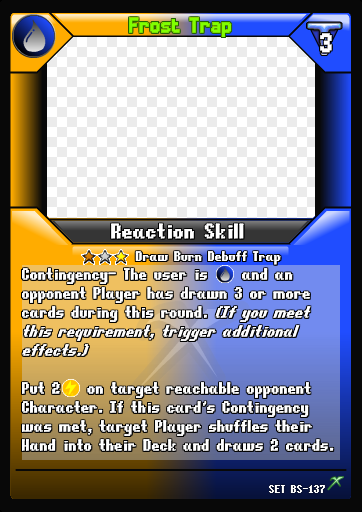 Frost Trap
3
Reaction Skill
Draw Burn Debuff Trap
Contingency- The user is and an
opponent Player has drawn 3 or more
cards during this round. (If you meet
this requirement, trigger additional
effects.)
Put 2 on target reachable opponent
Character. If this card's Contingency
was met, target Player shuffles their
Hand into their Deck and draws 2 cards.
SET BS-137